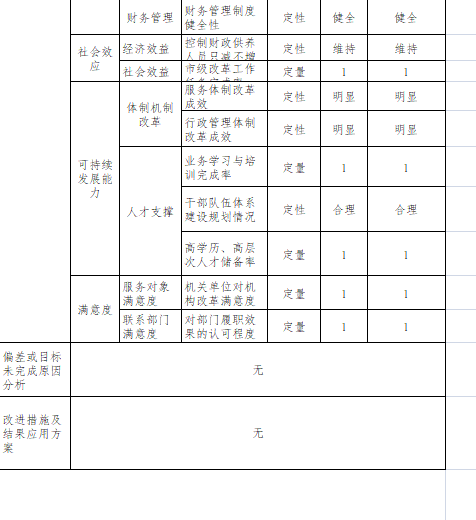 财务管理 财务管理制度健全性 定性 健全 健全
社会效应 经济效益 控制财政供养人员只减不增 定性 维持 维持
社会效益 市级改革工作任务完成率 定量 1 1
可持续发展能力 体制机制改革 服务体制改革成效 定性 明显 明显
行政管理体制改革成效 定性 明显 明显
人才支撑 业务学习与培训完成率 定量 1 1
干部队伍体系建设规划情况 定性 合理 合理
高学历、高层次人才储备率 定量 1 1
满意度 服务对象满意度 机关单位对机构改革满意度 定量 1 1
联系部门满意度 对部门履职效果的认可程度 定量 1 1
偏差或目标未完成原因分析 无
改进措施及结果应用方案 无